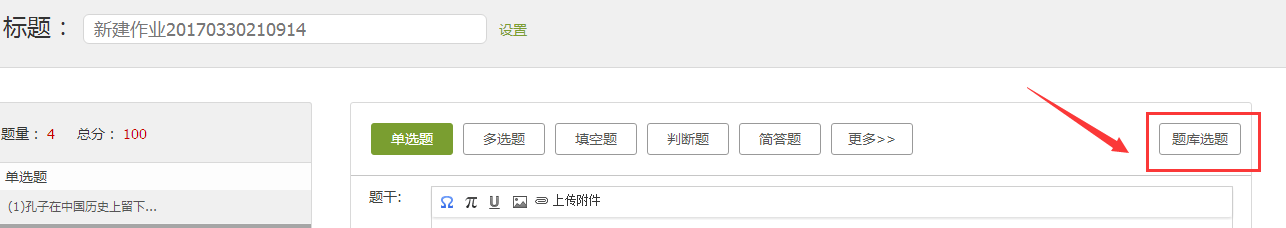 标题： 新建作业20170330210914 设置
题量： 4 总分： 100
单选题 多选题 填空题 判断题 简答题 更多>> 题库选题
单选题
(1)孔子在中国历史上留下...
题干:
Ω π U 上传附件